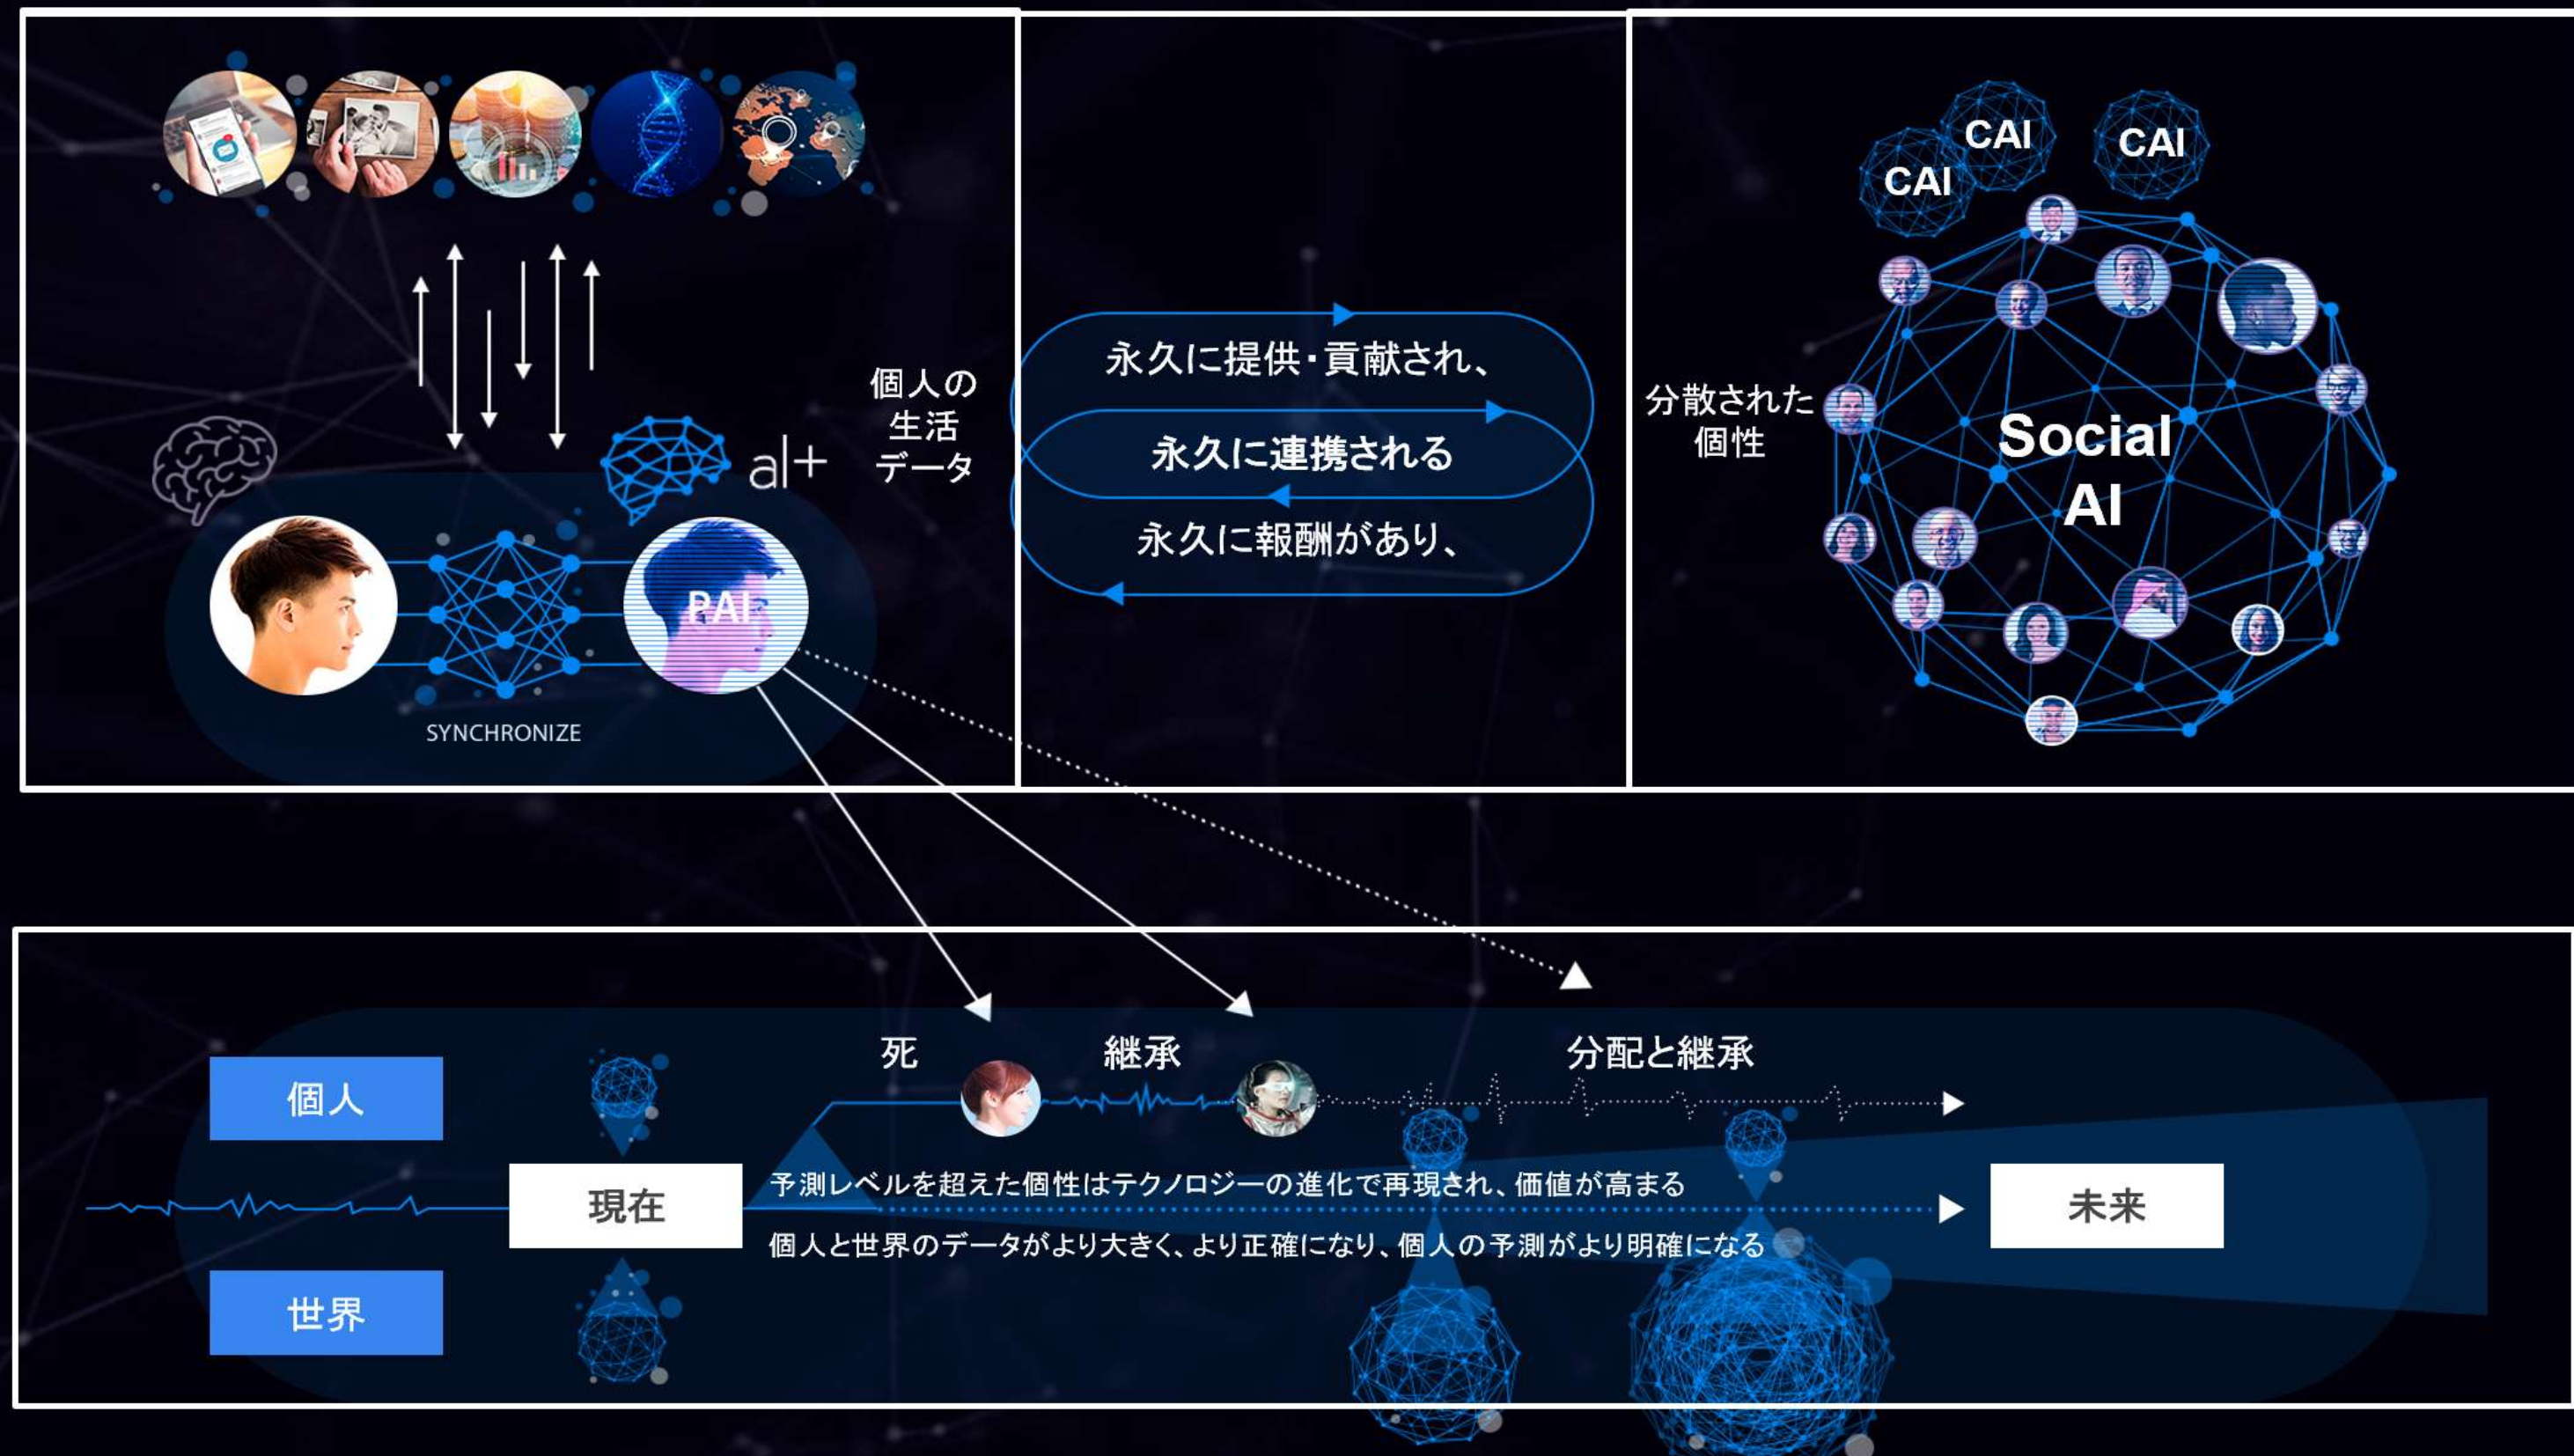 al+
個人の
生活
データ
PAI
SYNCHRONIZE
永久に提供・貢献され、
永久に連携される
永久に報酬があり、
CAI
CAI
CAI
分散された
個性
Social
AI
死
継承
分配と継承
個人
現在
世界
予測レベルを超えた個性はテクノロジーの進化で再現され、価値が高まる
個人と世界のデータがより大きく、より正確になり、個人の予測がより明確になる
未来